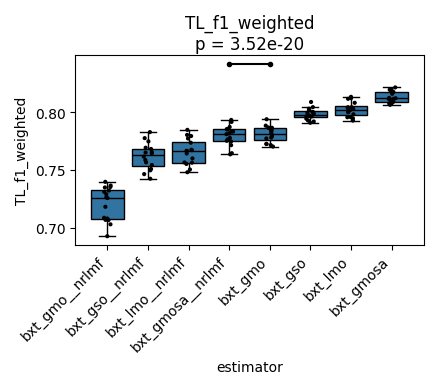 TL_f1_weighted
p = 3.52e-20
TL_f1_weighted
0.80
0.75
0.70
bxt_gmo__nrlmf
bxt_gso__nrlmf
bxt_lmo__nrlmf
bxt_gmosa__nrlmf
bxt_gmo
bxt_gso
bxt_lmo
bxt_gmosa
estimator